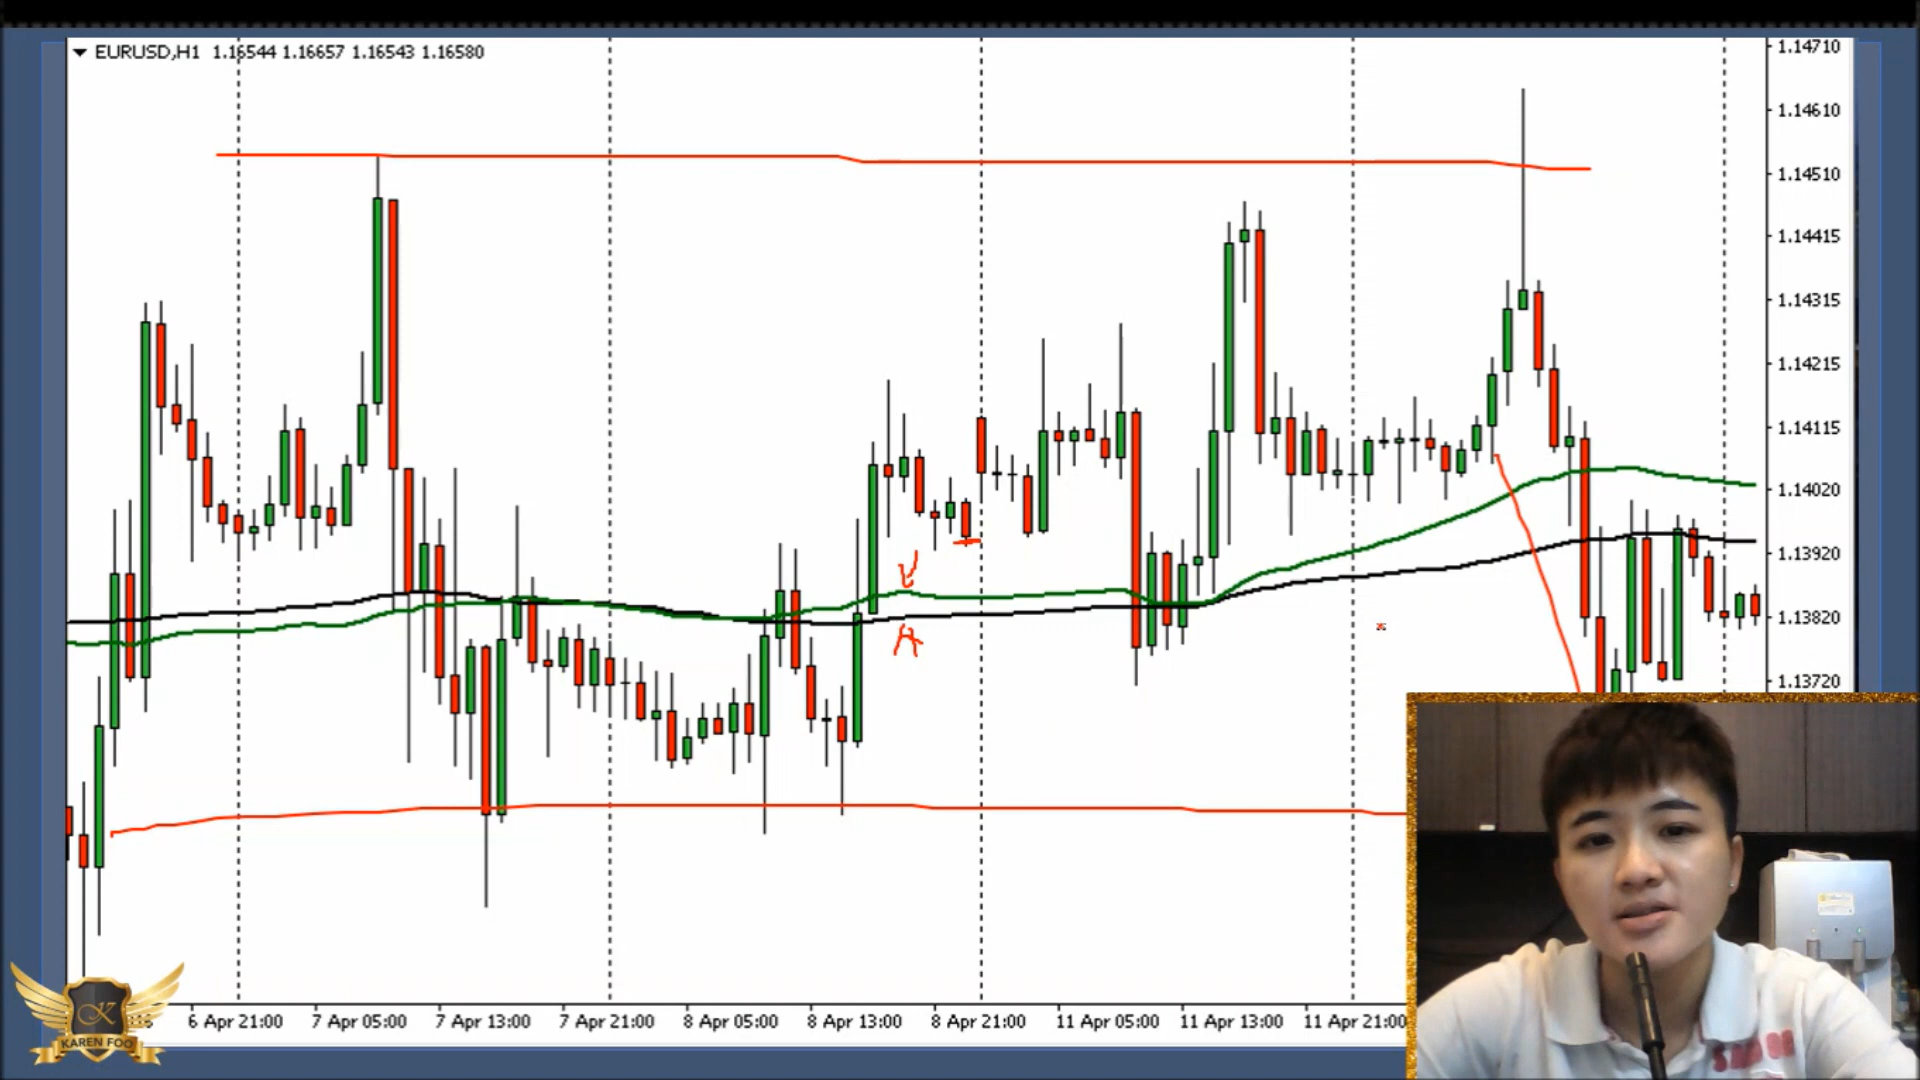 EURUSD,H1 1.16544 1.16657 1.16543 1.16580
1.14710
1.14610
1.14510
1.14415
1.14315
1.14215
1.14115
1.14020
1.13920
1.13820
1.13720
6 Apr 21:00 7 Apr 05:00 7 Apr 13:00 7 Apr 21:00 8 Apr 05:00 8 Apr 13:00 8 Apr 21:00 11 Apr 05:00 11 Apr 13:00 11 Apr 21:00
K
KAREN FOO